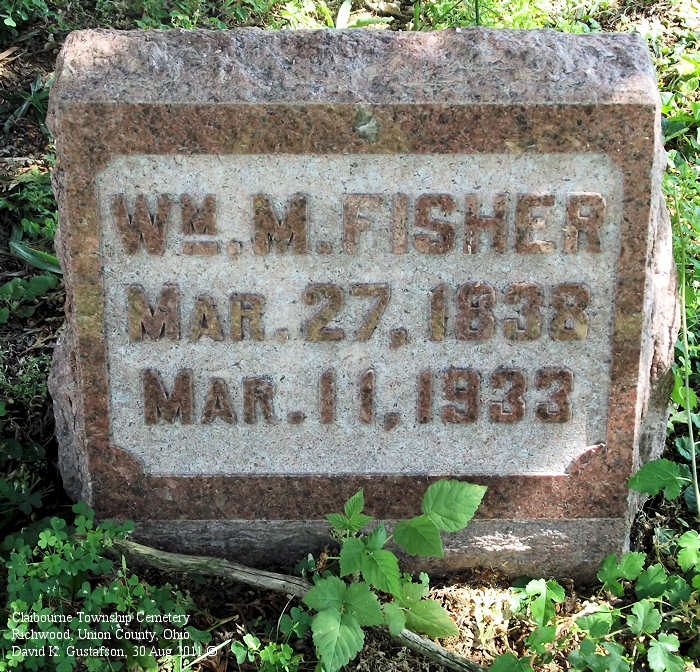 Wm. M. FISHER
MAR. 27, 1838
MAR. 11, 1933
Claibourne Township Cemetery
Richwood, Union County, Ohio
David K. Gustafson, 30 Aug 2011 ©